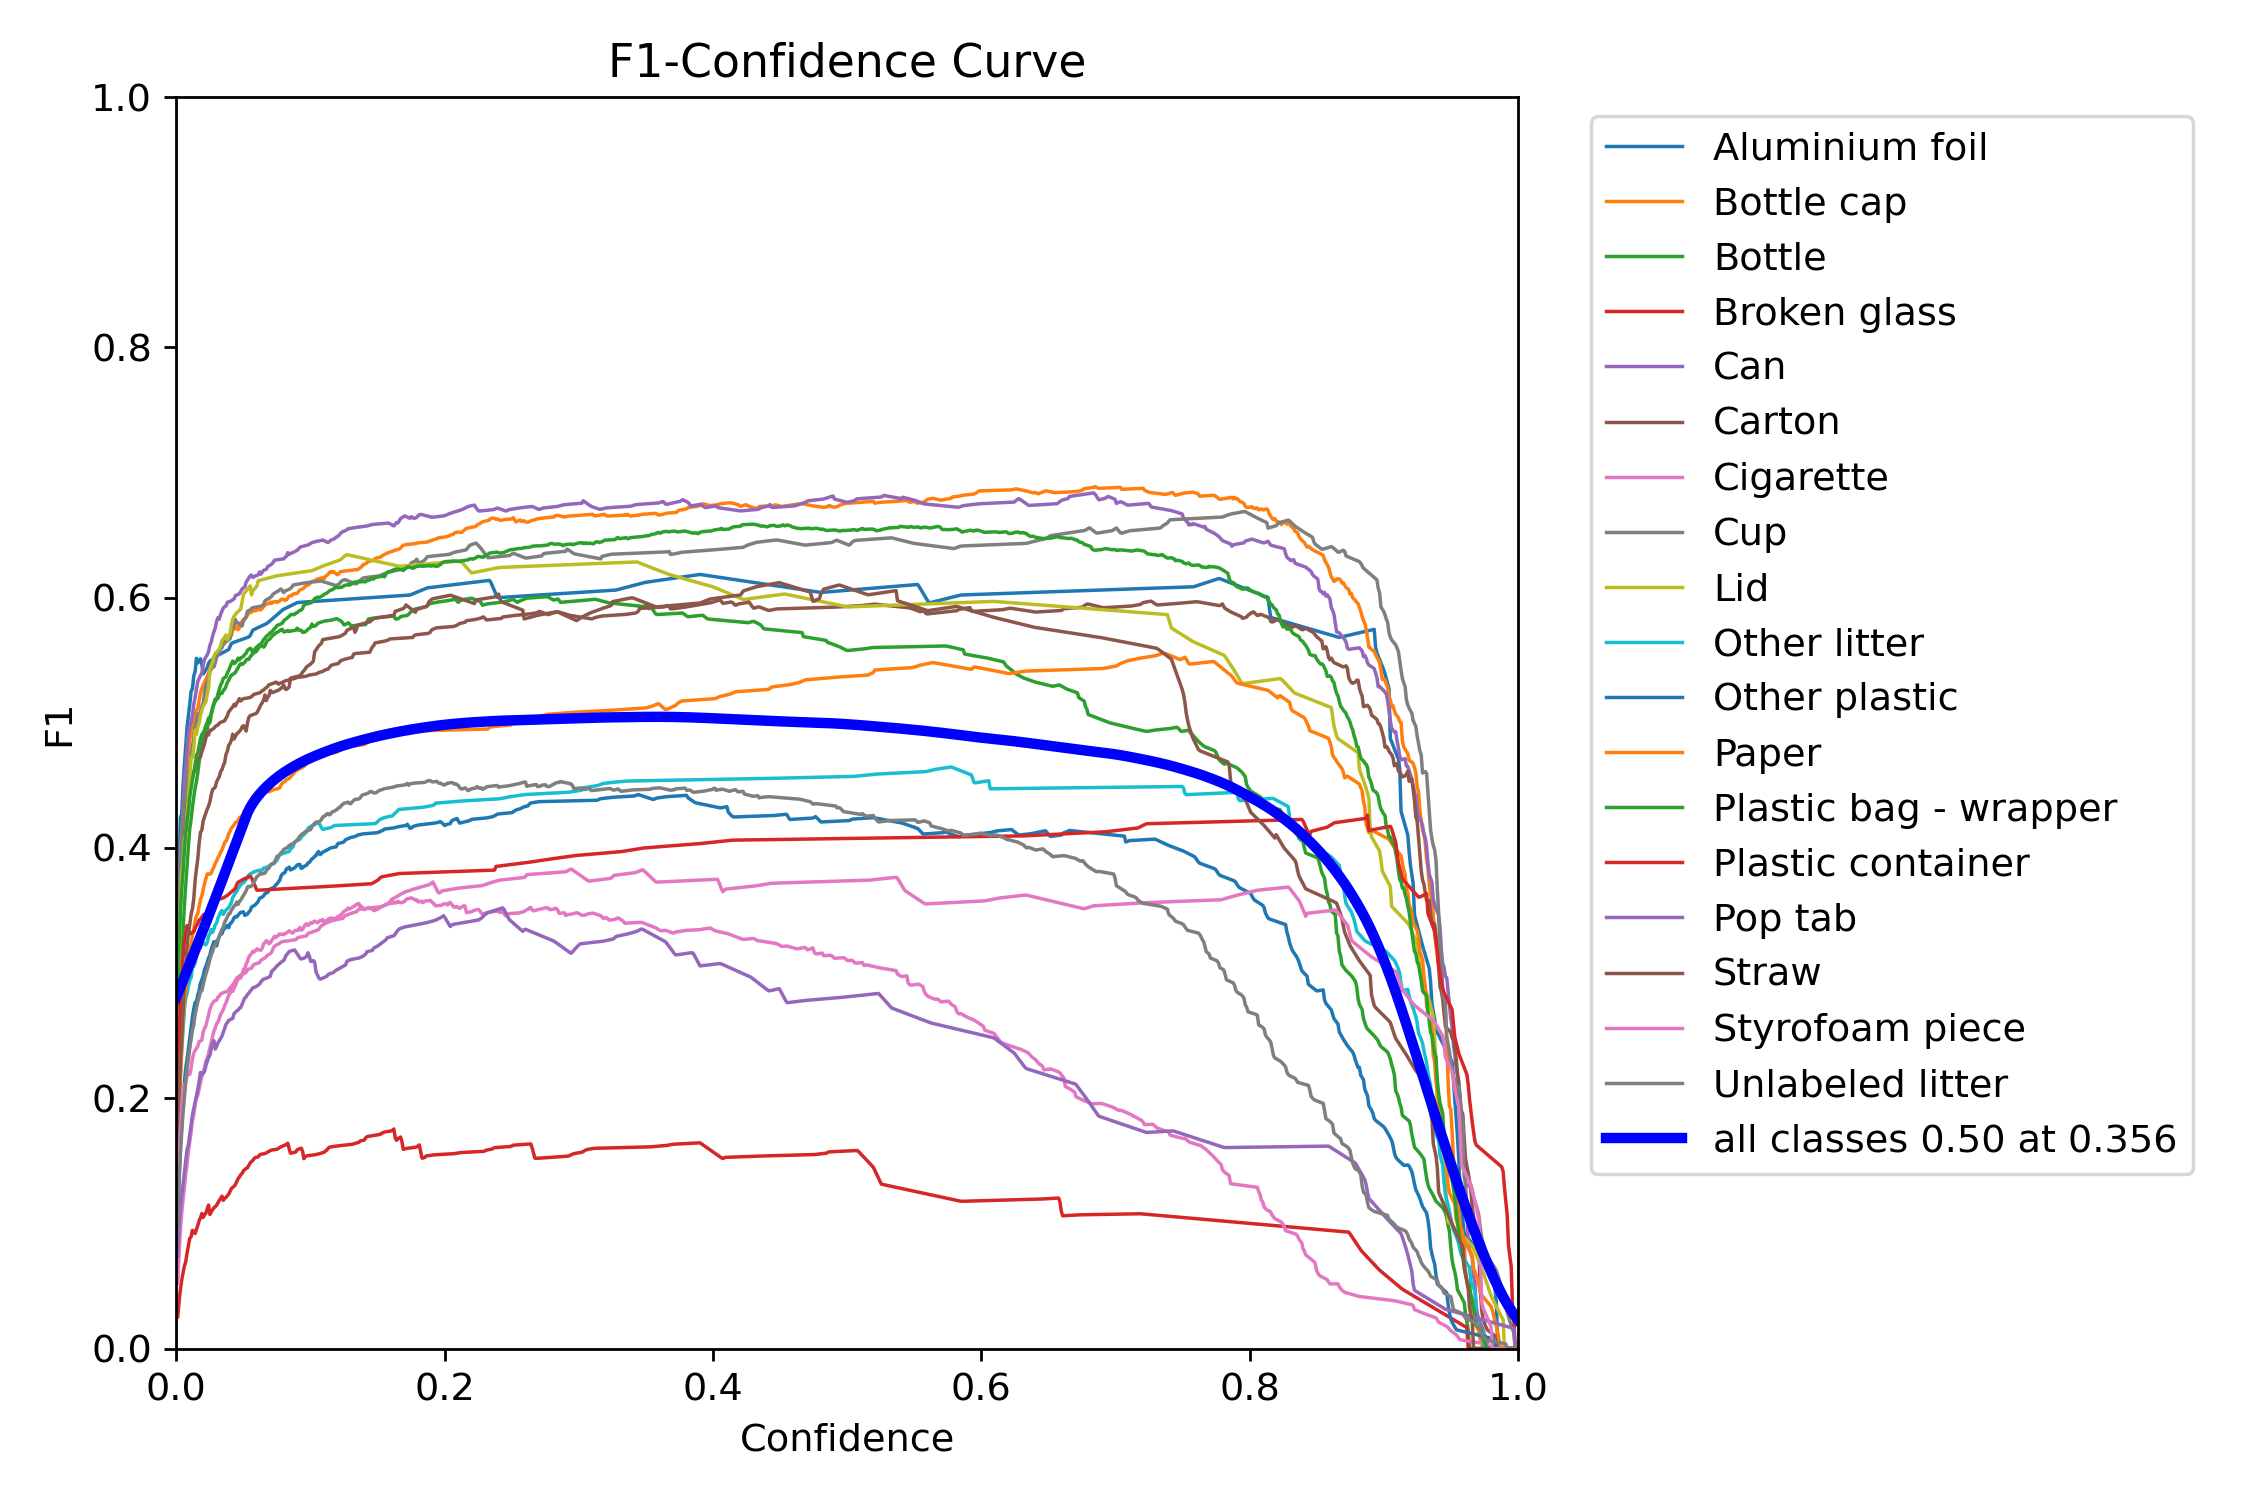 F1-Confidence Curve
1.0
0.8
0.6
0.4
0.2
0.0
F1
0.0 0.2 0.4 0.6 0.8 1.0
Confidence
Aluminium foil
Bottle cap
Bottle
Broken glass
Can
Carton
Cigarette
Cup
Lid
Other litter
Other plastic
Paper
Plastic bag - wrapper
Plastic container
Pop tab
Straw
Styrofoam piece
Unlabeled litter
all classes 0.50 at 0.356